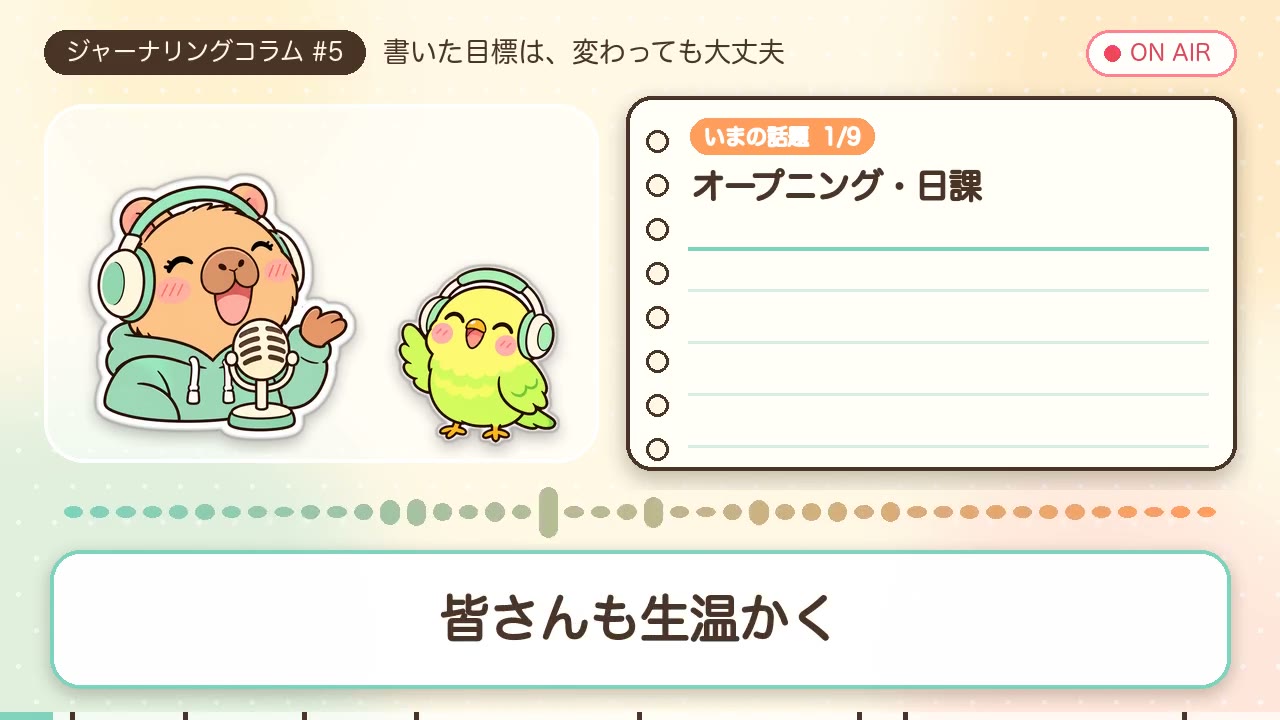 ジャーナリングコラム #5
書いた目標は、変わっても大丈夫
ON AIR
いまの話題 1/9
オープニング・日課
皆さんも生温かく